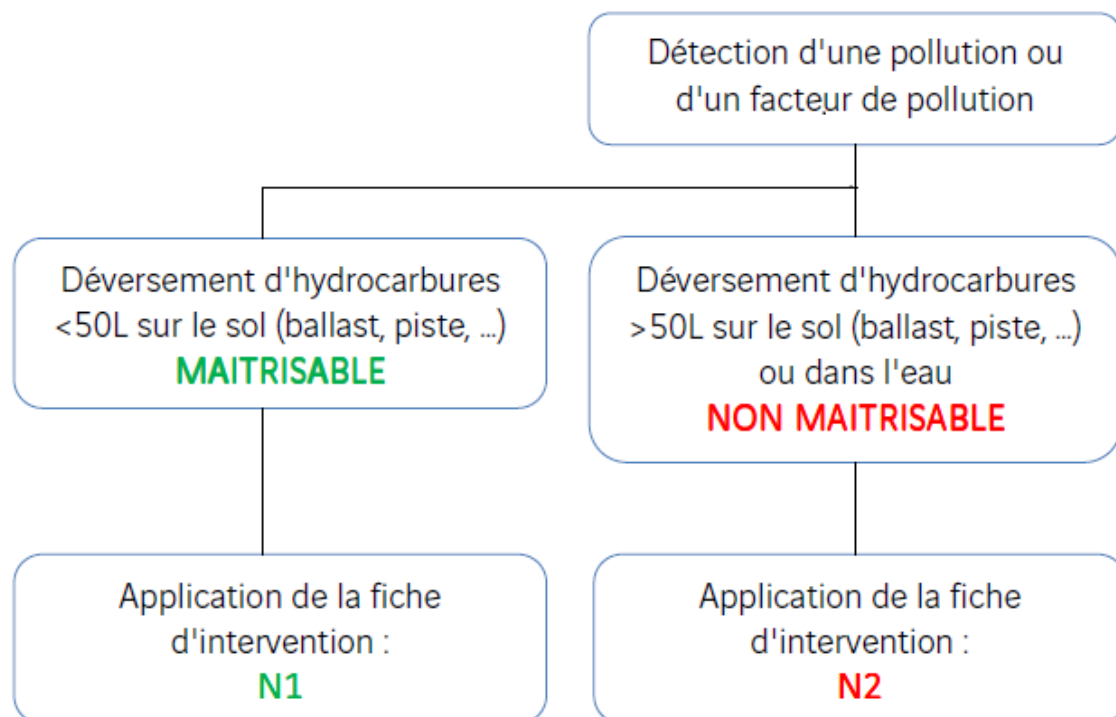 Détection d'une pollution ou
d'un facteur de pollution
Déversement d'hydrocarbures
<50L sur le sol (ballast, piste, ...)
MAITRISABLE
Déversement d'hydrocarbures
>50L sur le sol (ballast, piste, ...)
ou dans l'eau
NON MAITRISABLE
Application de la fiche
d'intervention :
N1
Application de la fiche
d'intervention :
N2